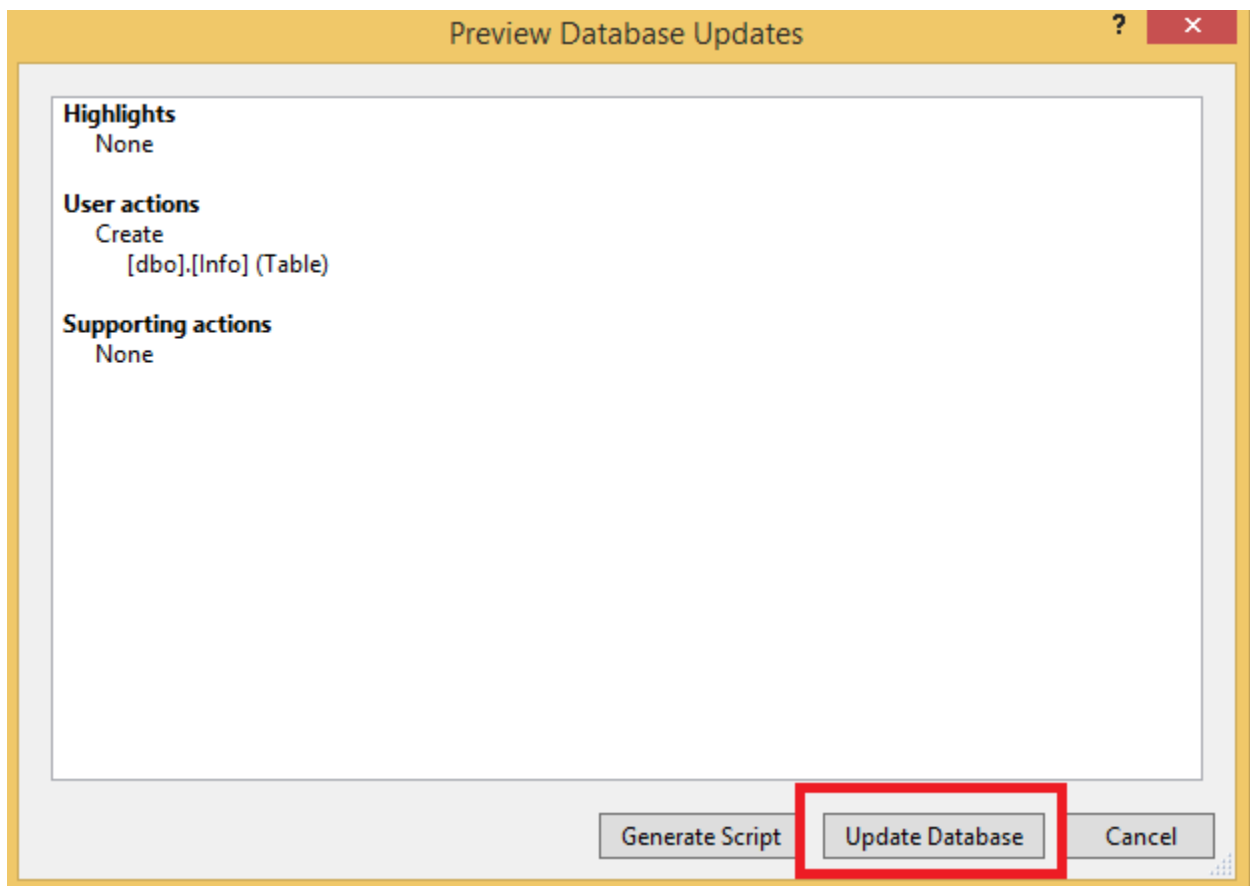 Preview Database Updates
?
Highlights
None
User actions
Create
[dbo].[Info] (Table)
Supporting actions
None
Generate Script
Update Database
Cancel